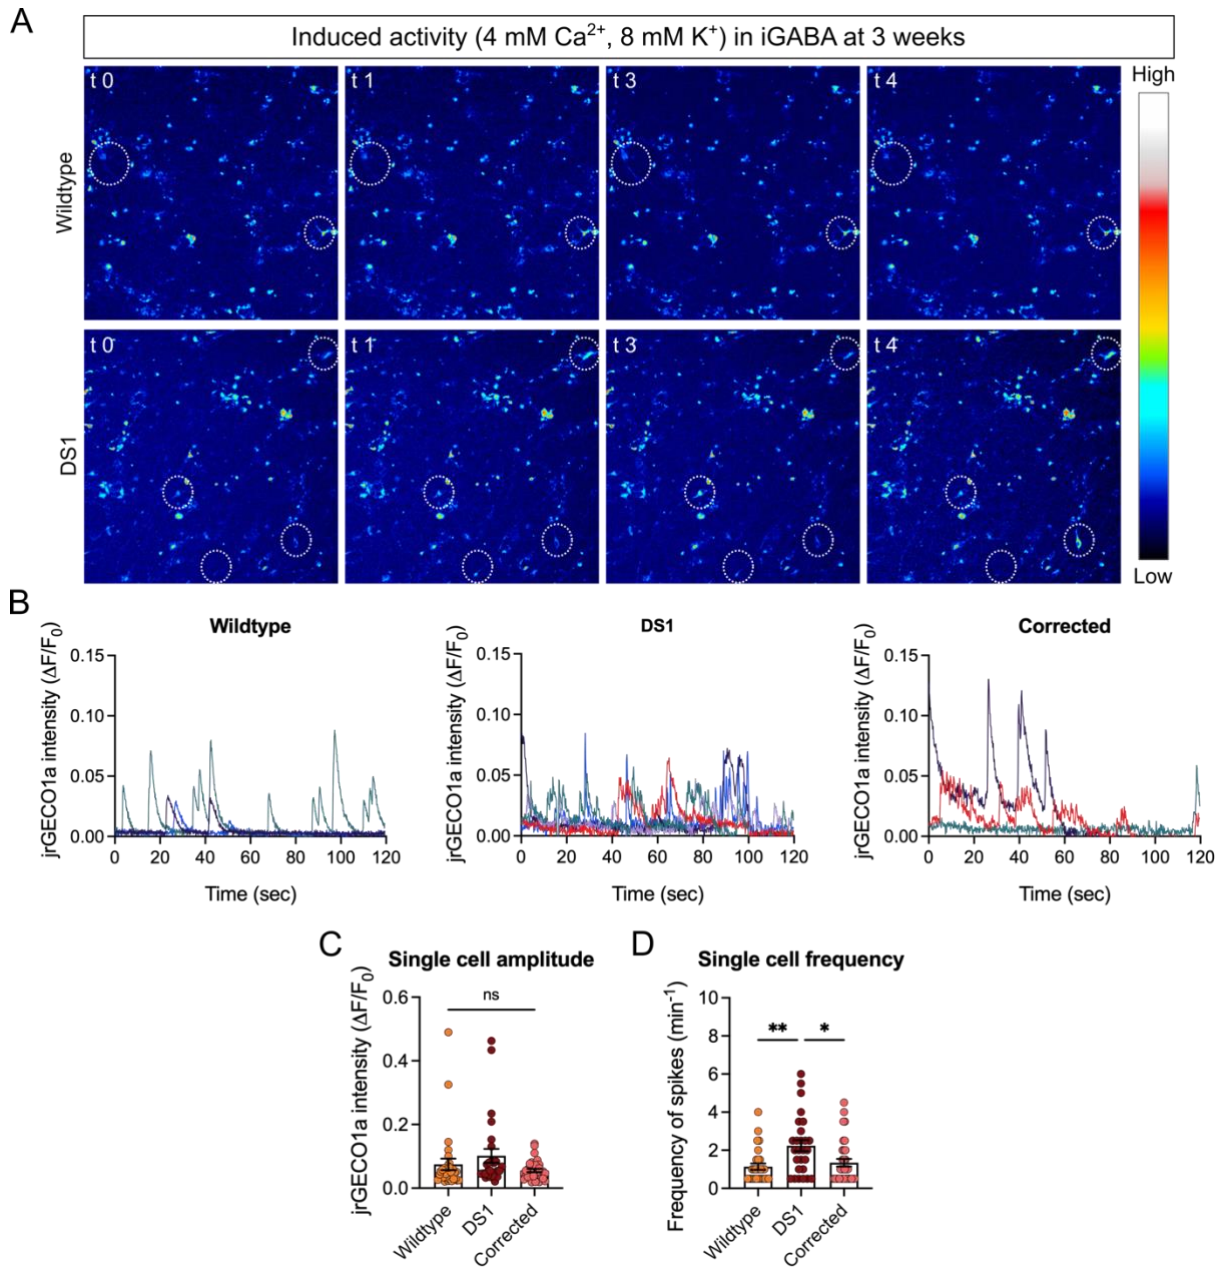 A
Induced activity (4 mM Ca²⁺, 8 mM K⁺) in iGABA at 3 weeks
Wildtype
t 0
t 1
t 3
t 4
High
DS1
t 0
t 1
t 3
t 4
Low
B
Wildtype
jrGECO1a intensity (ΔF/F₀)
0.15
0.10
0.05
0.00
0 20 40 60 80 100 120
Time (sec)
DS1
jrGECO1a intensity (ΔF/F₀)
0.15
0.10
0.05
0.00
0 20 40 60 80 100 120
Time (sec)
Corrected
jrGECO1a intensity (ΔF/F₀)
0.15
0.10
0.05
0.00
0 20 40 60 80 100 120
Time (sec)
C
Single cell amplitude
jrGECO1a intensity (ΔF/F₀)
0.6
0.4
0.2
0.0
ns
Wildtype
DS1
Corrected
D
Single cell frequency
Frequency of spikes (min⁻¹)
10
8
6
4
2
0
** *
Wildtype
DS1
Corrected